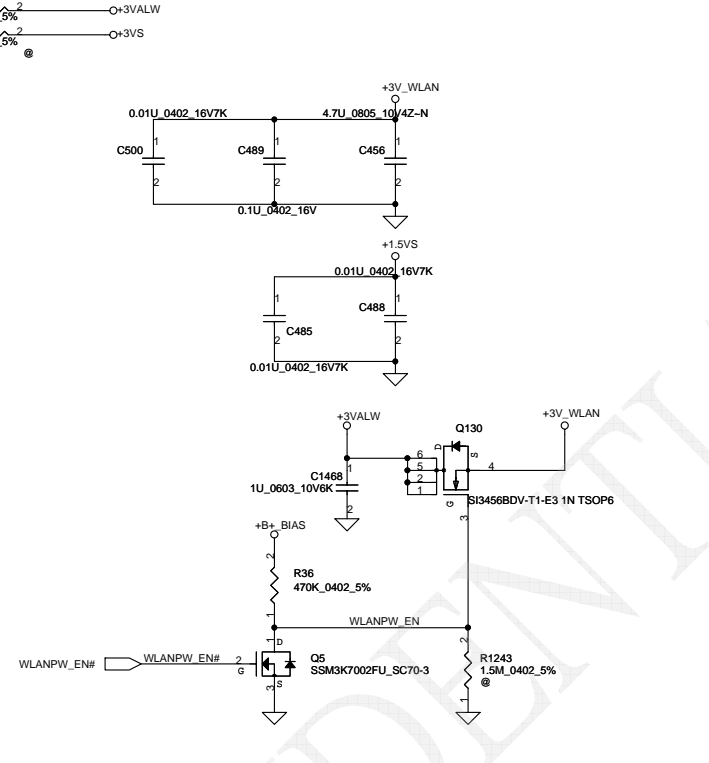 5%
2
+3VALW
5%
2
+3VS
@
+3V_WLAN
0.01U_0402_16V7K
4.7U_0805_10V4Z~N
1
1
1
C500
C489
C456
2
2
2
0.1U_0402_16V
+1.5VS
0.01U_0402_16V7K
1
1
C488
C485
2
2
0.01U_0402_16V7K
+3VALW
+3V_WLAN
Q130
D
S
6
5
2
1
4
C1468
1
1U_0603_10V6K
2
G
3
SI3456BDV-T1-E3 1N TSOP6
+B+_BIAS
2
R36
470K_0402_5%
1
WLANPW_EN
1
D
Q5
SSM3K7002FU_SC70-3
WLANPW_EN#
WLANPW_EN#
2
G
S
3
2
R1243
1.5M_0402_5%
@
1
DENTI